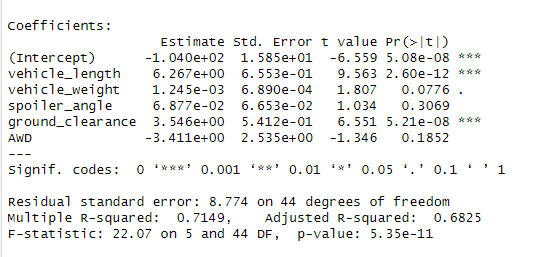 Coefficients:
                  Estimate Std. Error t value Pr(>|t|)    
(Intercept)      -1.040e+02  1.585e+01  -6.559 5.08e-08 ***
vehicle_length    6.267e+00  6.553e-01   9.563 2.60e-12 ***
vehicle_weight    1.245e-03  6.890e-04   1.807   0.0776 .  
spoiler_angle     6.877e-02  6.653e-02   1.034   0.3069    
ground_clearance  3.546e+00  5.412e-01   6.551 5.21e-08 ***
AWD              -3.411e+00  2.535e+00  -1.346   0.1852    
---
Signif. codes:  0 ‘***’ 0.001 ‘**’ 0.01 ‘*’ 0.05 ‘.’ 0.1 ‘ ’ 1
Residual standard error: 8.774 on 44 degrees of freedom
Multiple R-squared:  0.7149,    Adjusted R-squared:  0.6825
F-statistic: 22.07 on 5 and 44 DF,  p-value: 5.35e-11